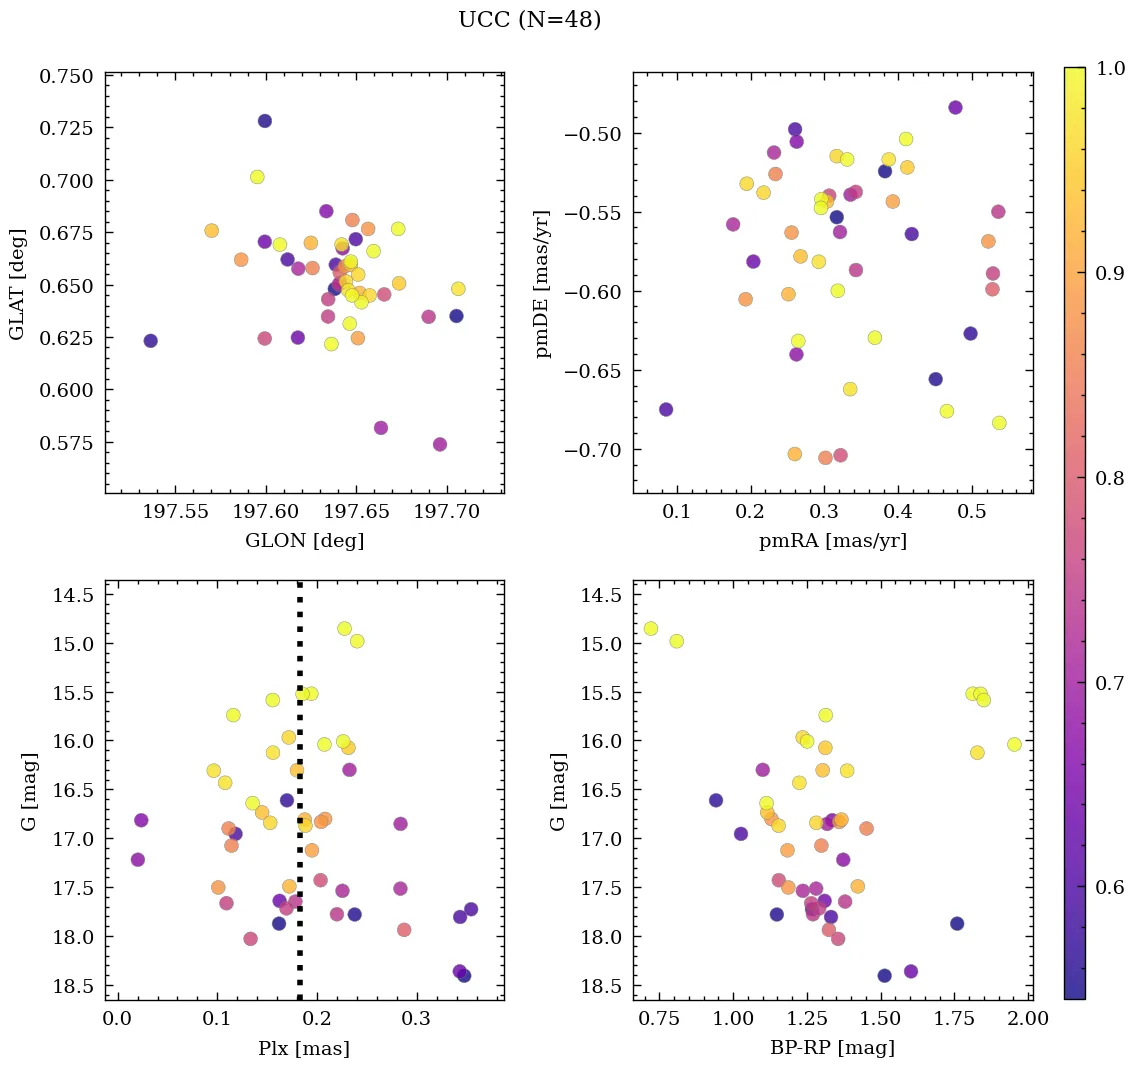 UCC (N=48)
0.750
0.725
0.700
0.675
0.650
0.625
0.600
0.575
GLAT [deg]
197.55 197.60 197.65 197.70
GLON [deg]
−0.50
−0.55
−0.60
−0.65
−0.70
pmDE [mas/yr]
0.1 0.2 0.3 0.4 0.5
pmRA [mas/yr]
14.5
15.0
15.5
16.0
16.5
17.0
17.5
18.0
18.5
G [mag]
0.0 0.1 0.2 0.3
Plx [mas]
14.5
15.0
15.5
16.0
16.5
17.0
17.5
18.0
18.5
G [mag]
0.75 1.00 1.25 1.50 1.75 2.00
BP-RP [mag]
1.0
0.9
0.8
0.7
0.6